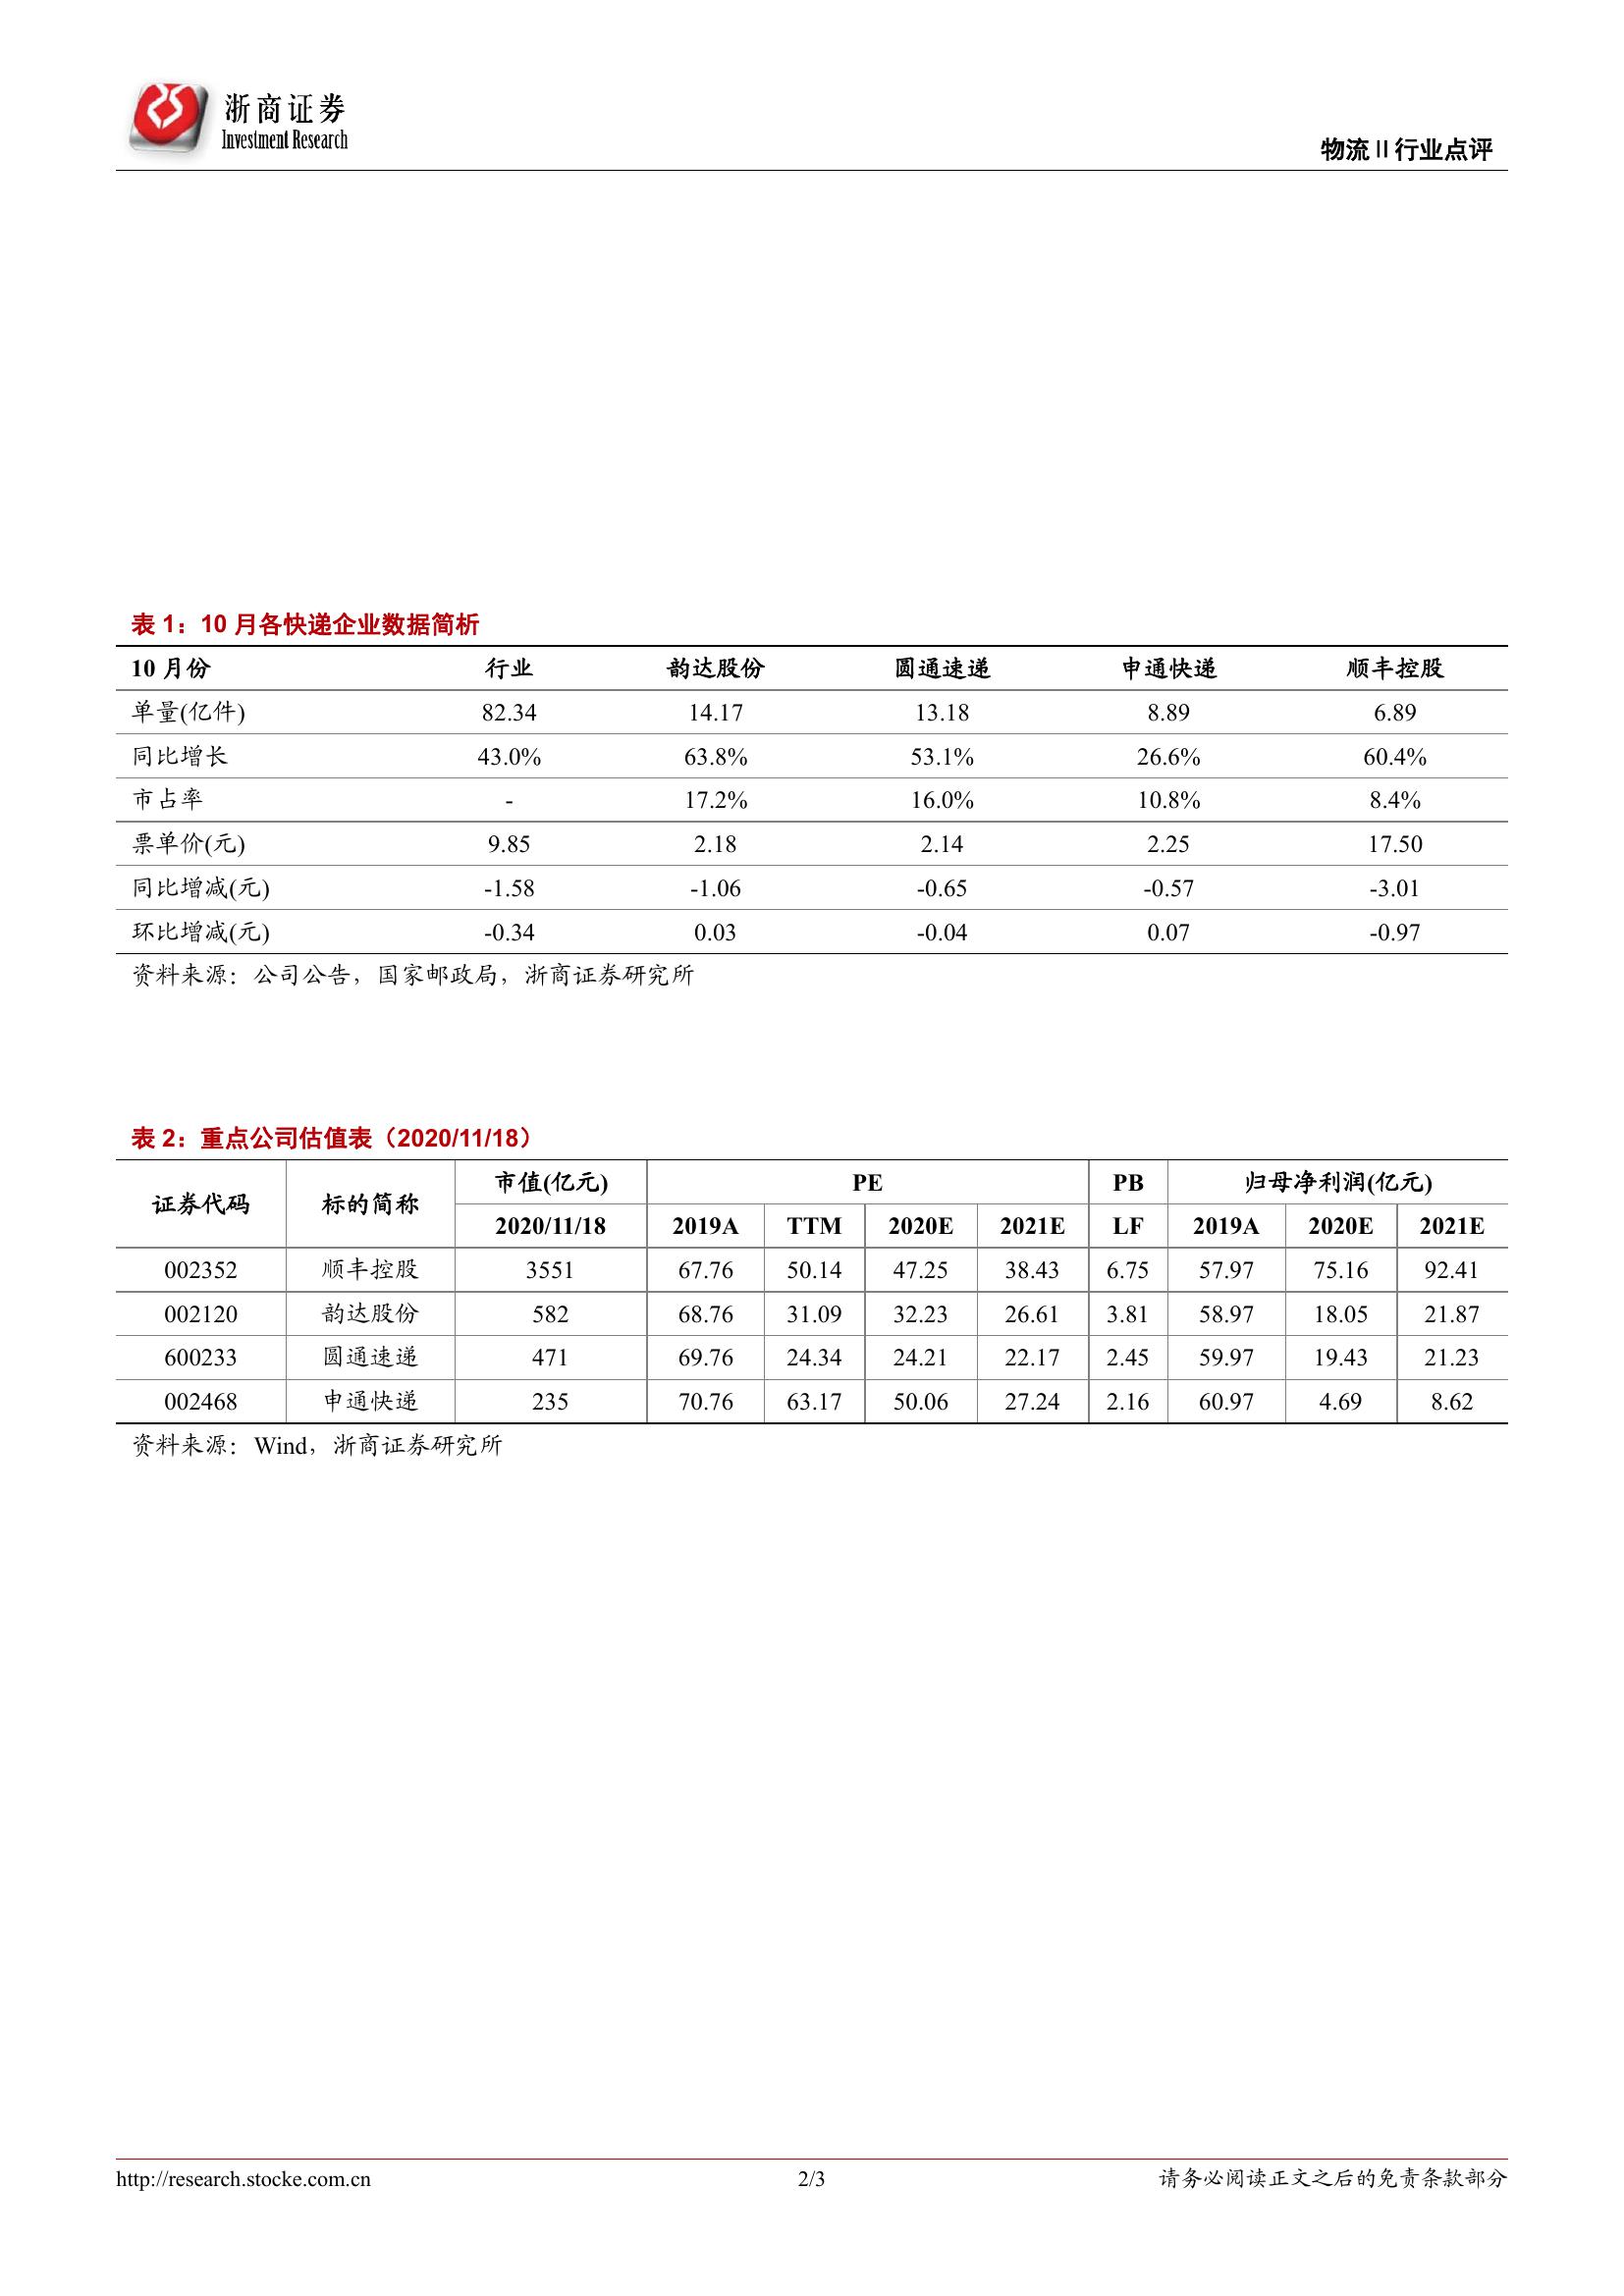 浙商证券
Investment Research
物流Ⅱ行业点评
表 1：10 月各快递企业数据简析
10 月份 行业 韵达股份 圆通速递 申通快递 顺丰控股
单量(亿件) 82.34 14.17 13.18 8.89 6.89
同比增长 43.0% 63.8% 53.1% 26.6% 60.4%
市占率 - 17.2% 16.0% 10.8% 8.4%
票单价(元) 9.85 2.18 2.14 2.25 17.50
同比增减(元) -1.58 -1.06 -0.65 -0.57 -3.01
环比增减(元) -0.34 0.03 -0.04 0.07 -0.97
资料来源：公司公告，国家邮政局，浙商证券研究所
表 2：重点公司估值表（2020/11/18）
证券代码 标的简称 市值(亿元) PE PB 归母净利润(亿元)
2020/11/18 2019A TTM 2020E 2021E LF 2019A 2020E 2021E
002352 顺丰控股 3551 67.76 50.14 47.25 38.43 6.75 57.97 75.16 92.41
002120 韵达股份 582 68.76 31.09 32.23 26.61 3.81 58.97 18.05 21.87
600233 圆通速递 471 69.76 24.34 24.21 22.17 2.45 59.97 19.43 21.23
002468 申通快递 235 70.76 63.17 50.06 27.24 2.16 60.97 4.69 8.62
资料来源：Wind，浙商证券研究所
http://research.stocke.com.cn 2/3 请务必阅读正文之后的免责条款部分